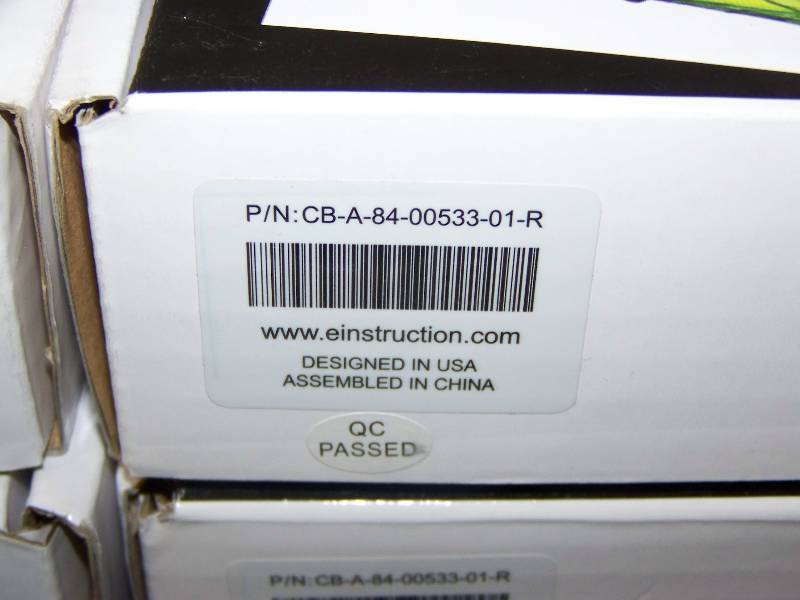 P/N:CB-A-84-00533-01-R
www.einstruction.com
DESIGNED IN USA
ASSEMBLED IN CHINA
QC
PASSED
P/N:CB-A-84-00533-01-R